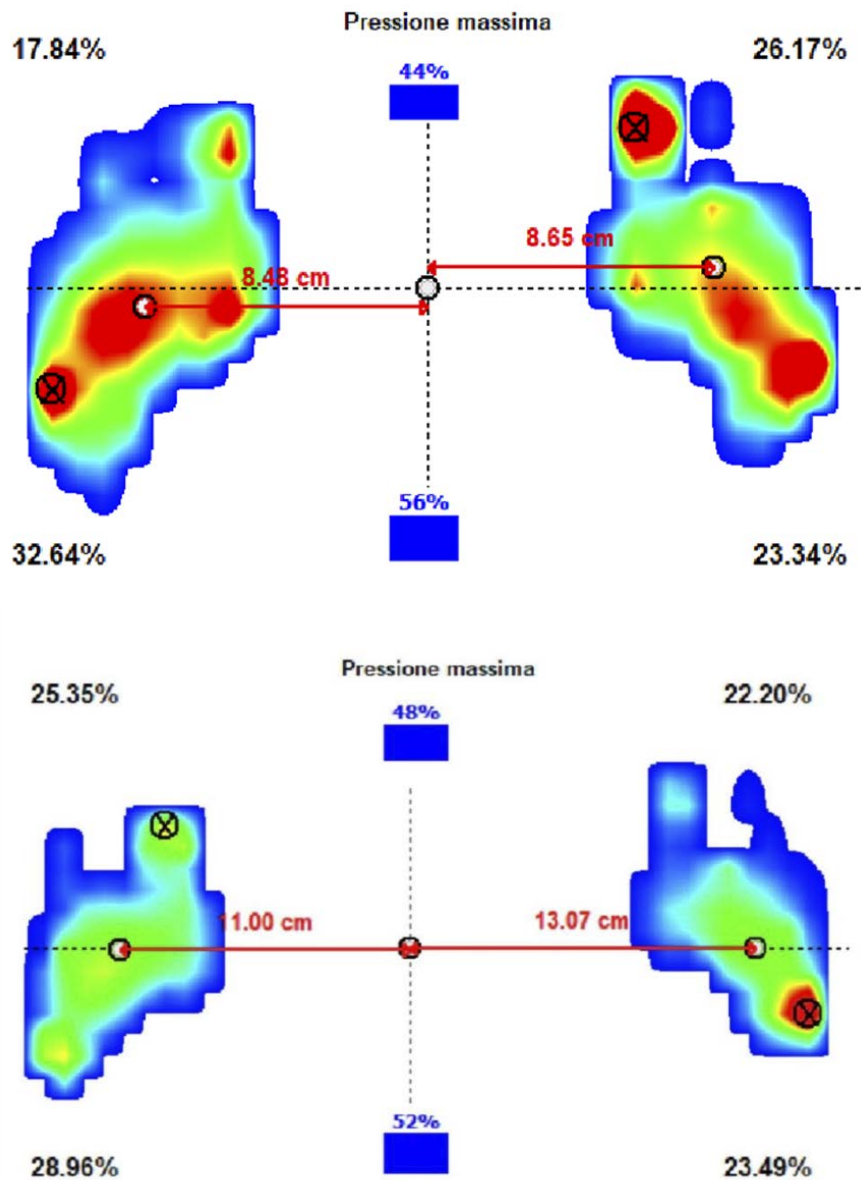 Pressione massima
17.84%
44%
26.17%
8.65 cm
8.48 cm
56%
32.64%
23.34%
Pressione massima
25.35%
48%
22.20%
11.00 cm
13.07 cm
52%
28.96%
23.49%